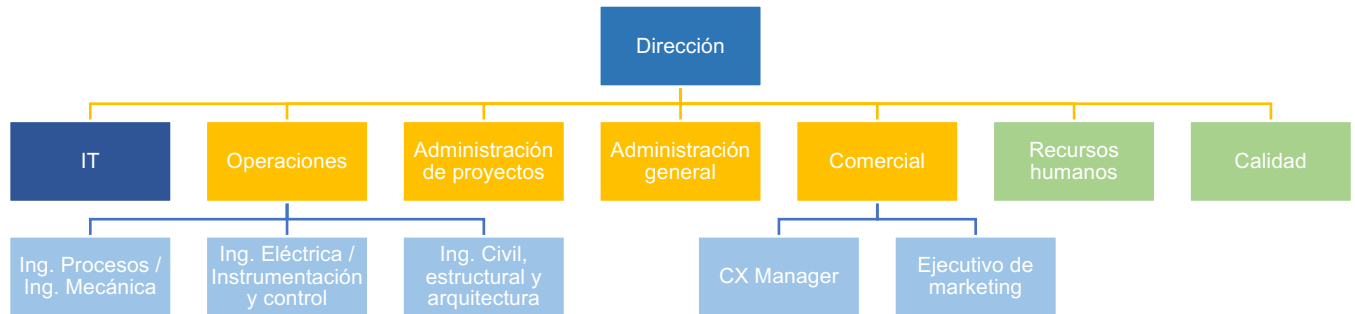 Dirección
IT
Operaciones
Administración
de proyectos
Administración
general
Comercial
Recursos
humanos
Calidad
Ing. Procesos /
Ing. Mecánica
Ing. Eléctrica /
Instrumentación
y control
Ing. Civil,
estructural y
arquitectura
CX Manager
Ejecutivo de
marketing